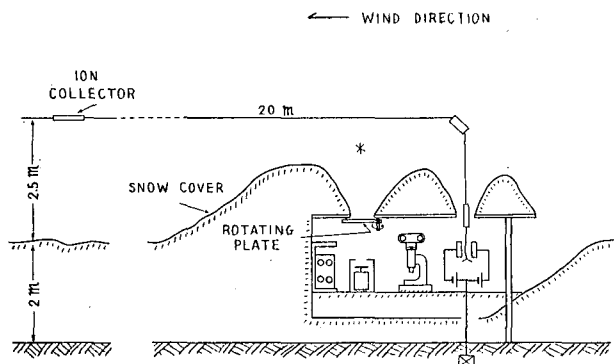 WIND DIRECTION
ION
COLLECTOR
20 m
2.5 m
SNOW COVER
ROTATING
PLATE
2 m